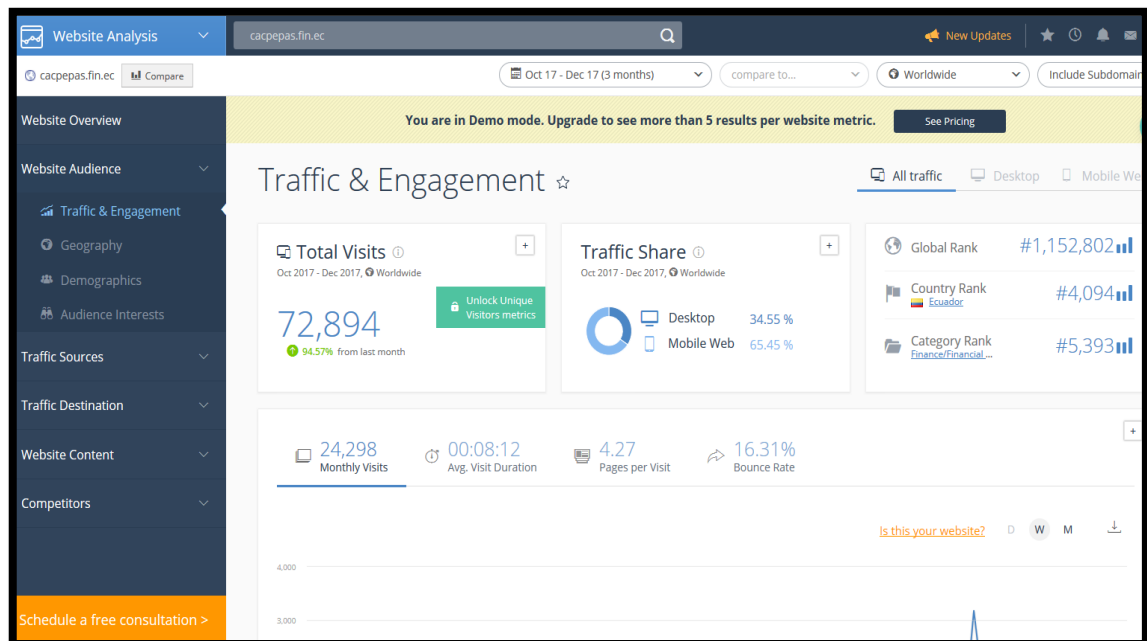 Website Analysis
cacpepas.fin.ec
New Updates
cacpepas.fin.ec
Compare
Oct 17 - Dec 17 (3 months)
compare to...
Worldwide
Include Subdomain
Website Overview
Website Audience
Traffic & Engagement
Geography
Demographics
Audience Interests
Traffic Sources
Traffic Destination
Website Content
Competitors
Schedule a free consultation >
You are in Demo mode. Upgrade to see more than 5 results per website metric.
See Pricing
Traffic & Engagement
All traffic
Desktop
Mobile We
Total Visits
Oct 2017 - Dec 2017, Worldwide
Unlock Unique
Visitors metrics
72,894
94.57% from last month
Traffic Share
Oct 2017 - Dec 2017, Worldwide
Desktop 34.55 %
Mobile Web 65.45 %
Global Rank #1,152,802
Country Rank #4,094
Ecuador
Category Rank #5,393
Finance/Financial ...
24,298
Monthly Visits
00:08:12
Avg. Visit Duration
4.27
Pages per Visit
16.31%
Bounce Rate
Is this your website?
D W M
4,000
3,000